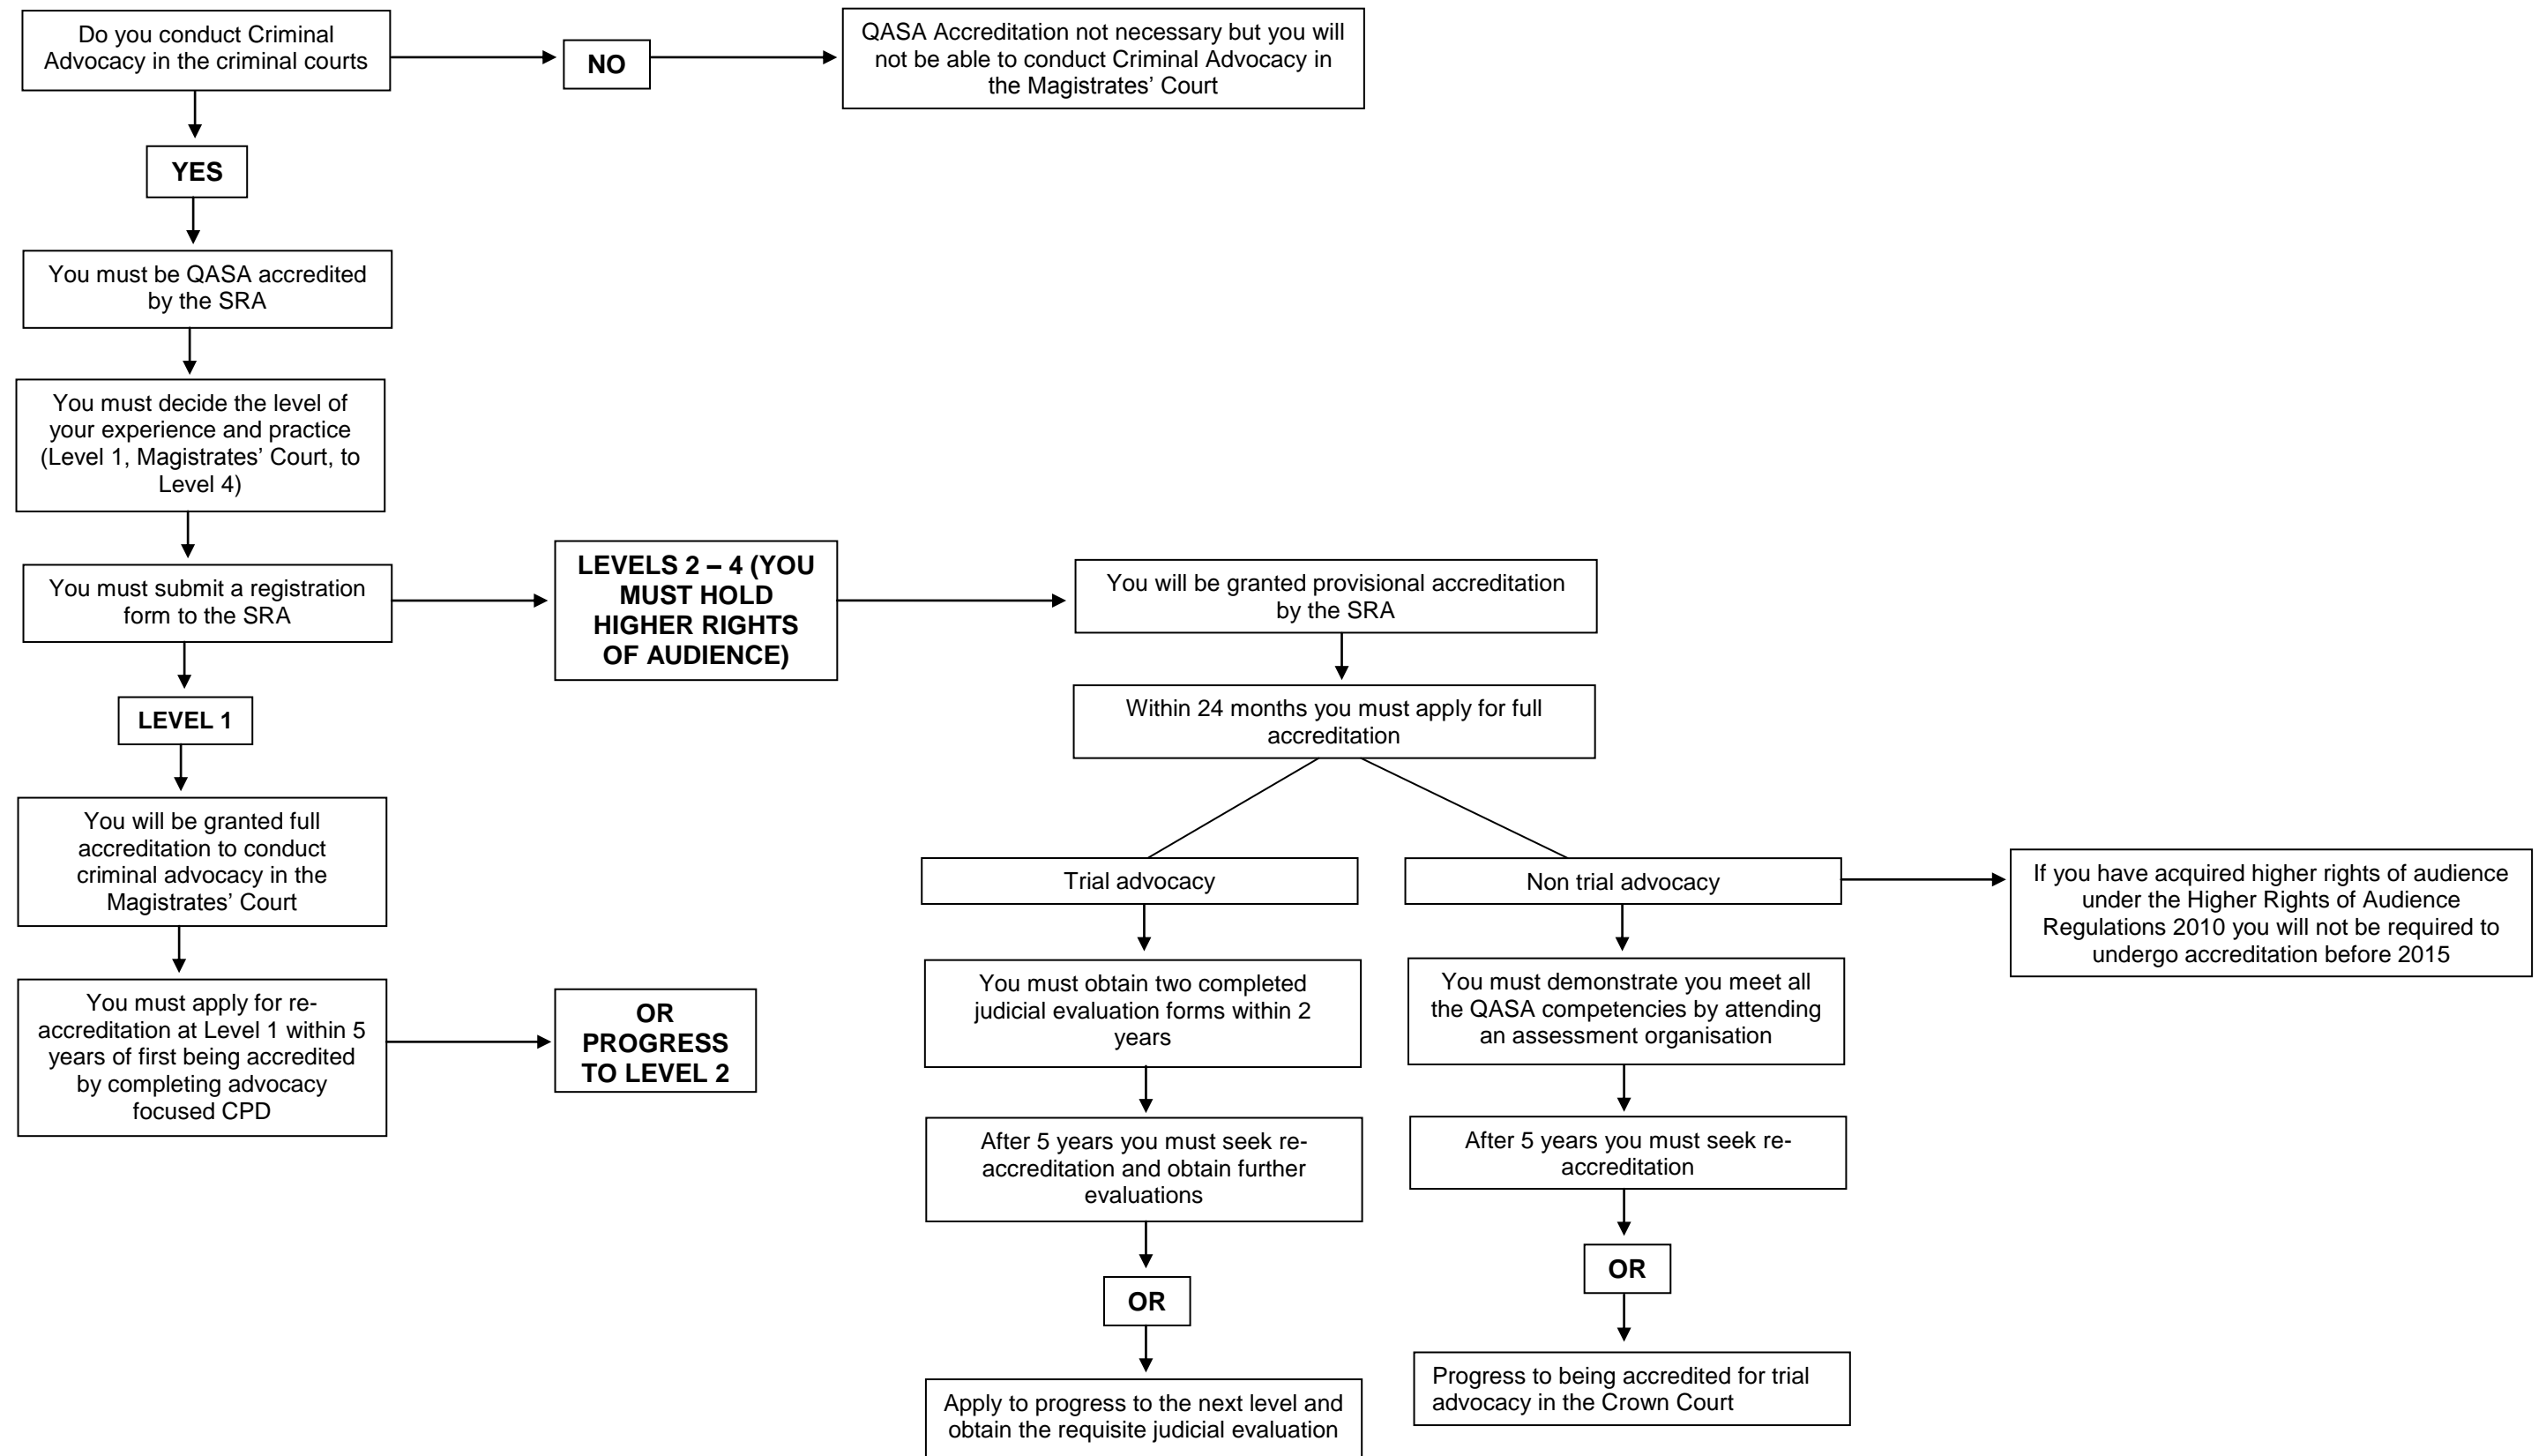 Do you conduct Criminal
Advocacy in the criminal courts
NO
QASA Accreditation not necessary but you will
not be able to conduct Criminal Advocacy in
the Magistrates’ Court
YES
You must be QASA accredited
by the SRA
You must decide the level of
your experience and practice
(Level 1, Magistrates’ Court, to
Level 4)
You must submit a registration
form to the SRA
LEVELS 2 – 4 (YOU
MUST HOLD
HIGHER RIGHTS
OF AUDIENCE)
You will be granted provisional accreditation
by the SRA
Within 24 months you must apply for full
accreditation
LEVEL 1
You will be granted full
accreditation to conduct
criminal advocacy in the
Magistrates’ Court
You must apply for re-
accreditation at Level 1 within 5
years of first being accredited
by completing advocacy
focused CPD
OR
PROGRESS
TO LEVEL 2
Trial advocacy
You must obtain two completed
judicial evaluation forms within 2
years
After 5 years you must seek re-
accreditation and obtain further
evaluations
OR
Apply to progress to the next level and
obtain the requisite judicial evaluation
Non trial advocacy
If you have acquired higher rights of audience
under the Higher Rights of Audience
Regulations 2010 you will not be required to
undergo accreditation before 2015
You must demonstrate you meet all
the QASA competencies by attending
an assessment organisation
After 5 years you must seek re-
accreditation
OR
Progress to being accredited for trial
advocacy in the Crown Court